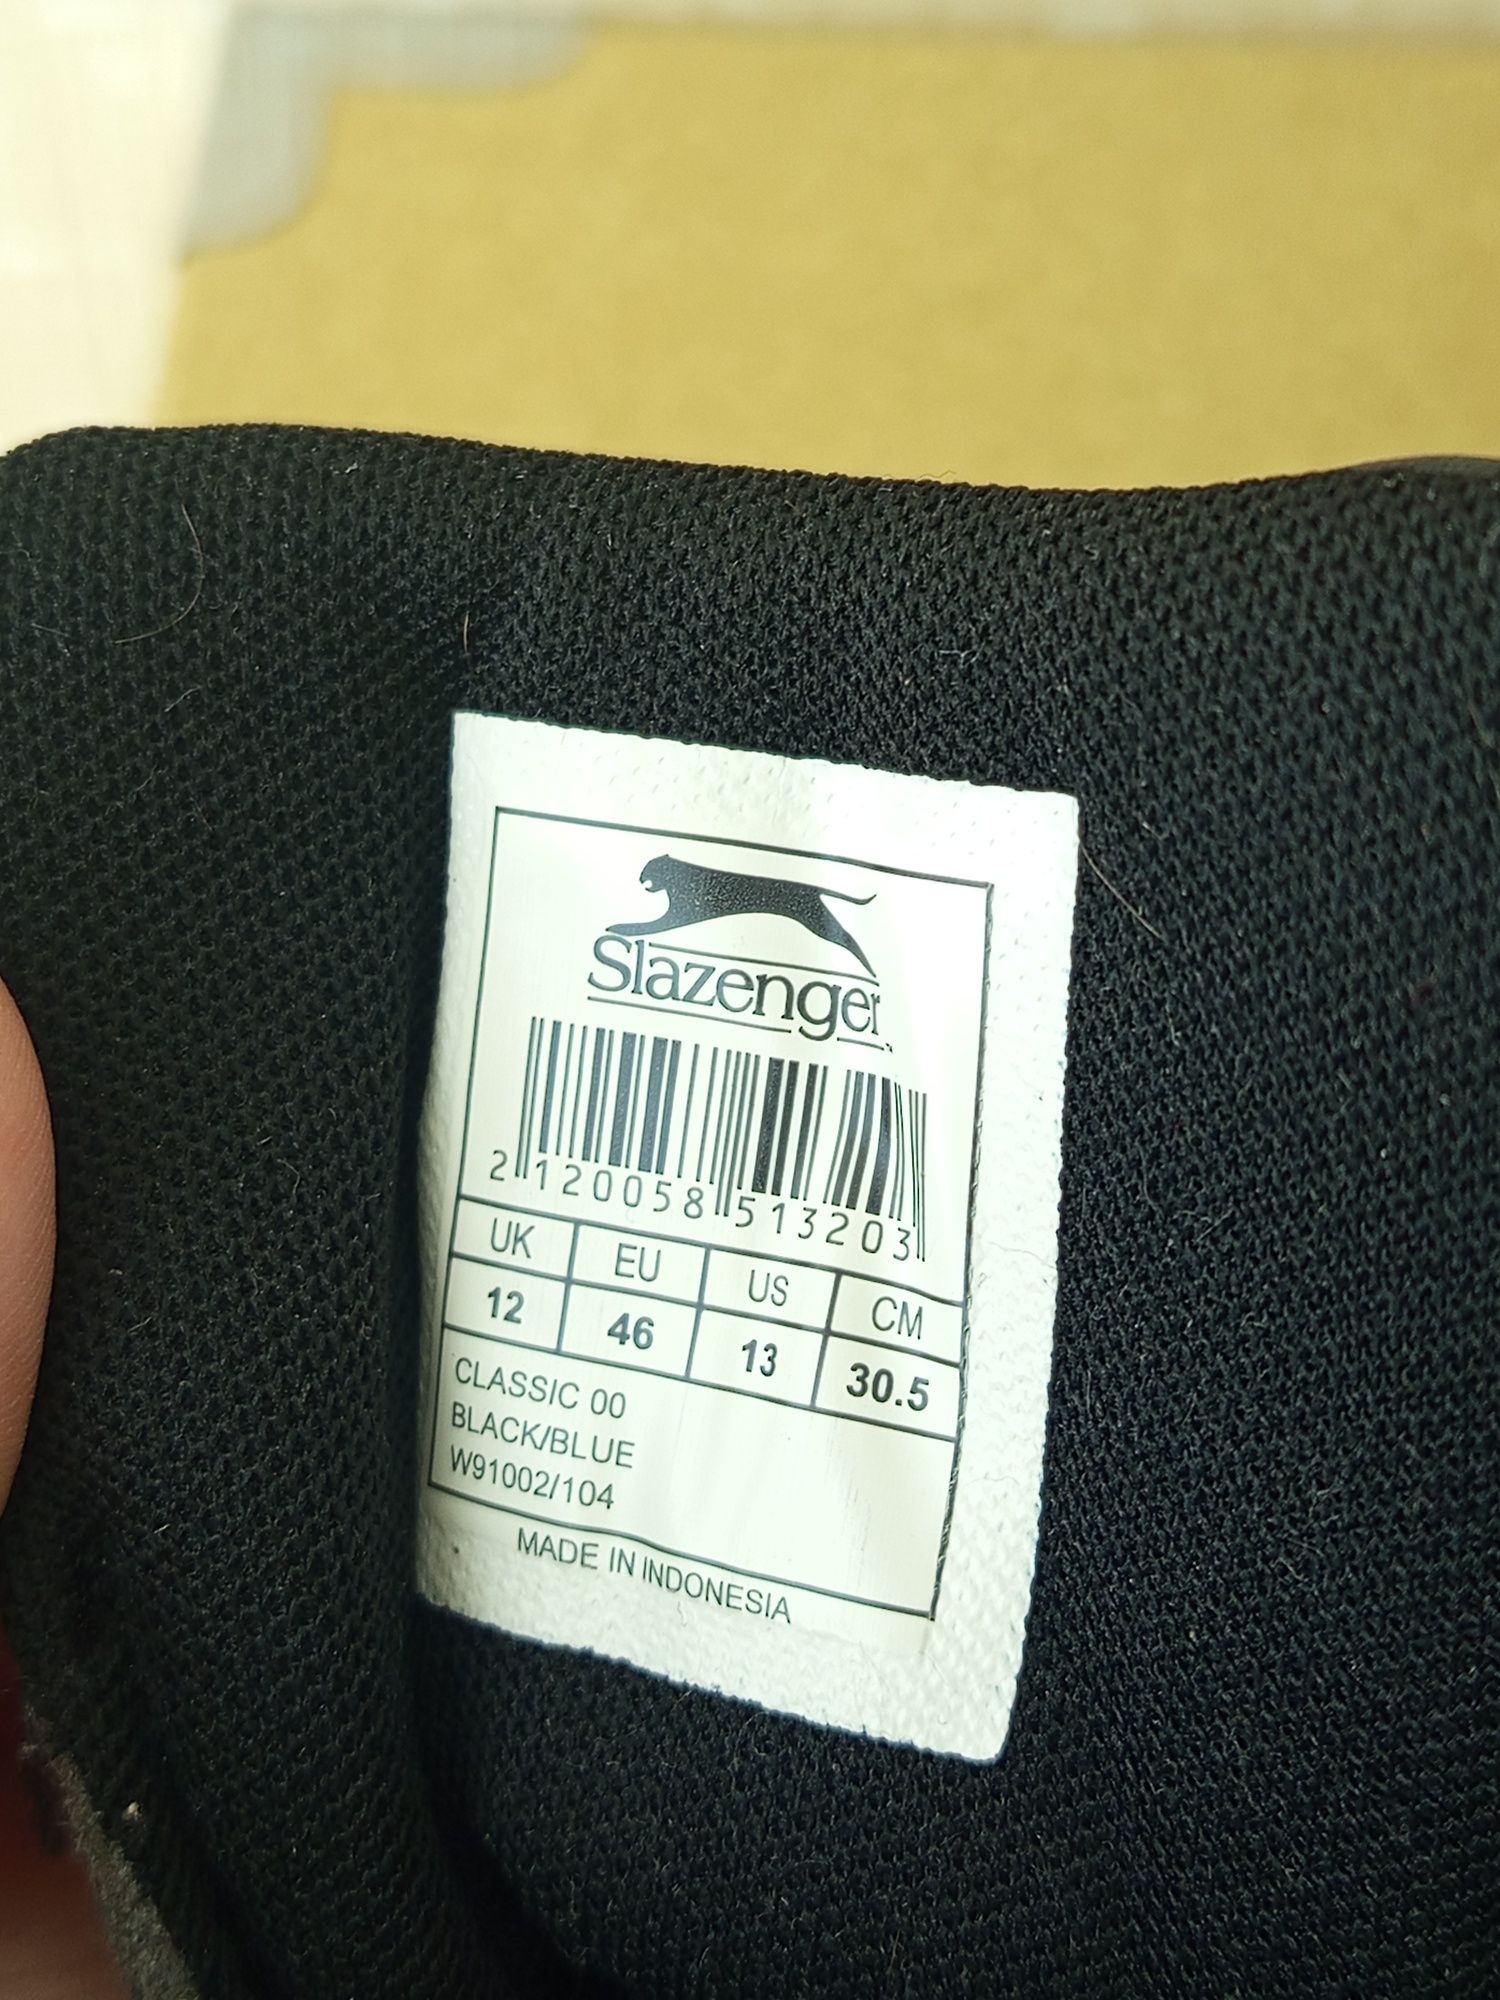 Slazenger
2 120058 513203
UK EU US CM
12 46 13 30.5
CLASSIC 00
BLACK/BLUE
W91002/104
MADE IN INDONESIA